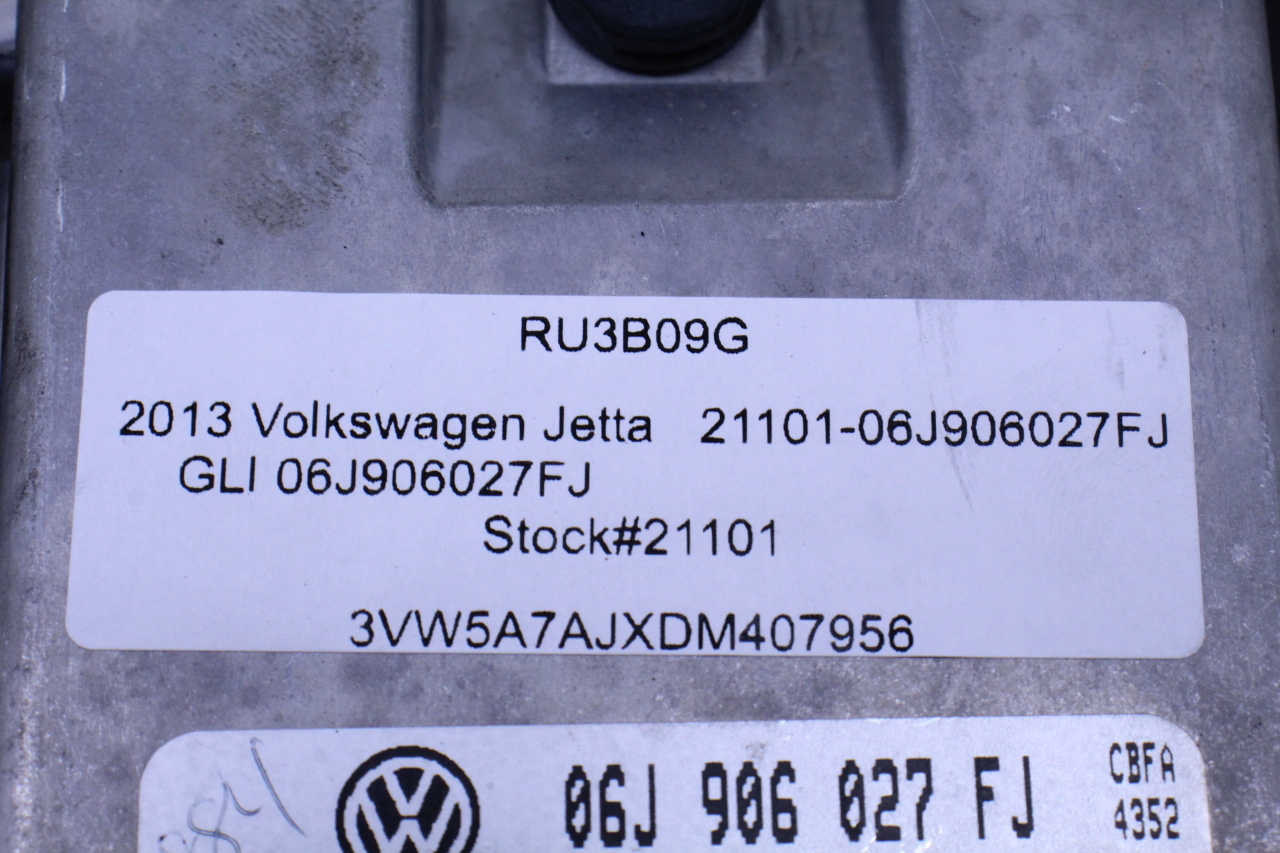 RU3B09G
2013 Volkswagen Jetta 21101-06J906027FJ
GLI 06J906027FJ
Stock#21101
3VW5A7AJXDM407956
06J 906 027 FJ
CBFA
4352